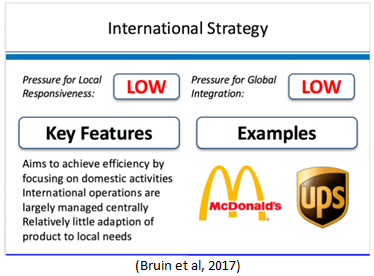 International Strategy
Pressure for Local
Responsiveness:
LOW
Pressure for Global
Integration:
LOW
Key Features
Examples
Aims to achieve efficiency by
focusing on domestic activities
International operations are
largely managed centrally
Relatively little adaption of
product to local needs
McDonald's
ups
(Bruin et al, 2017)